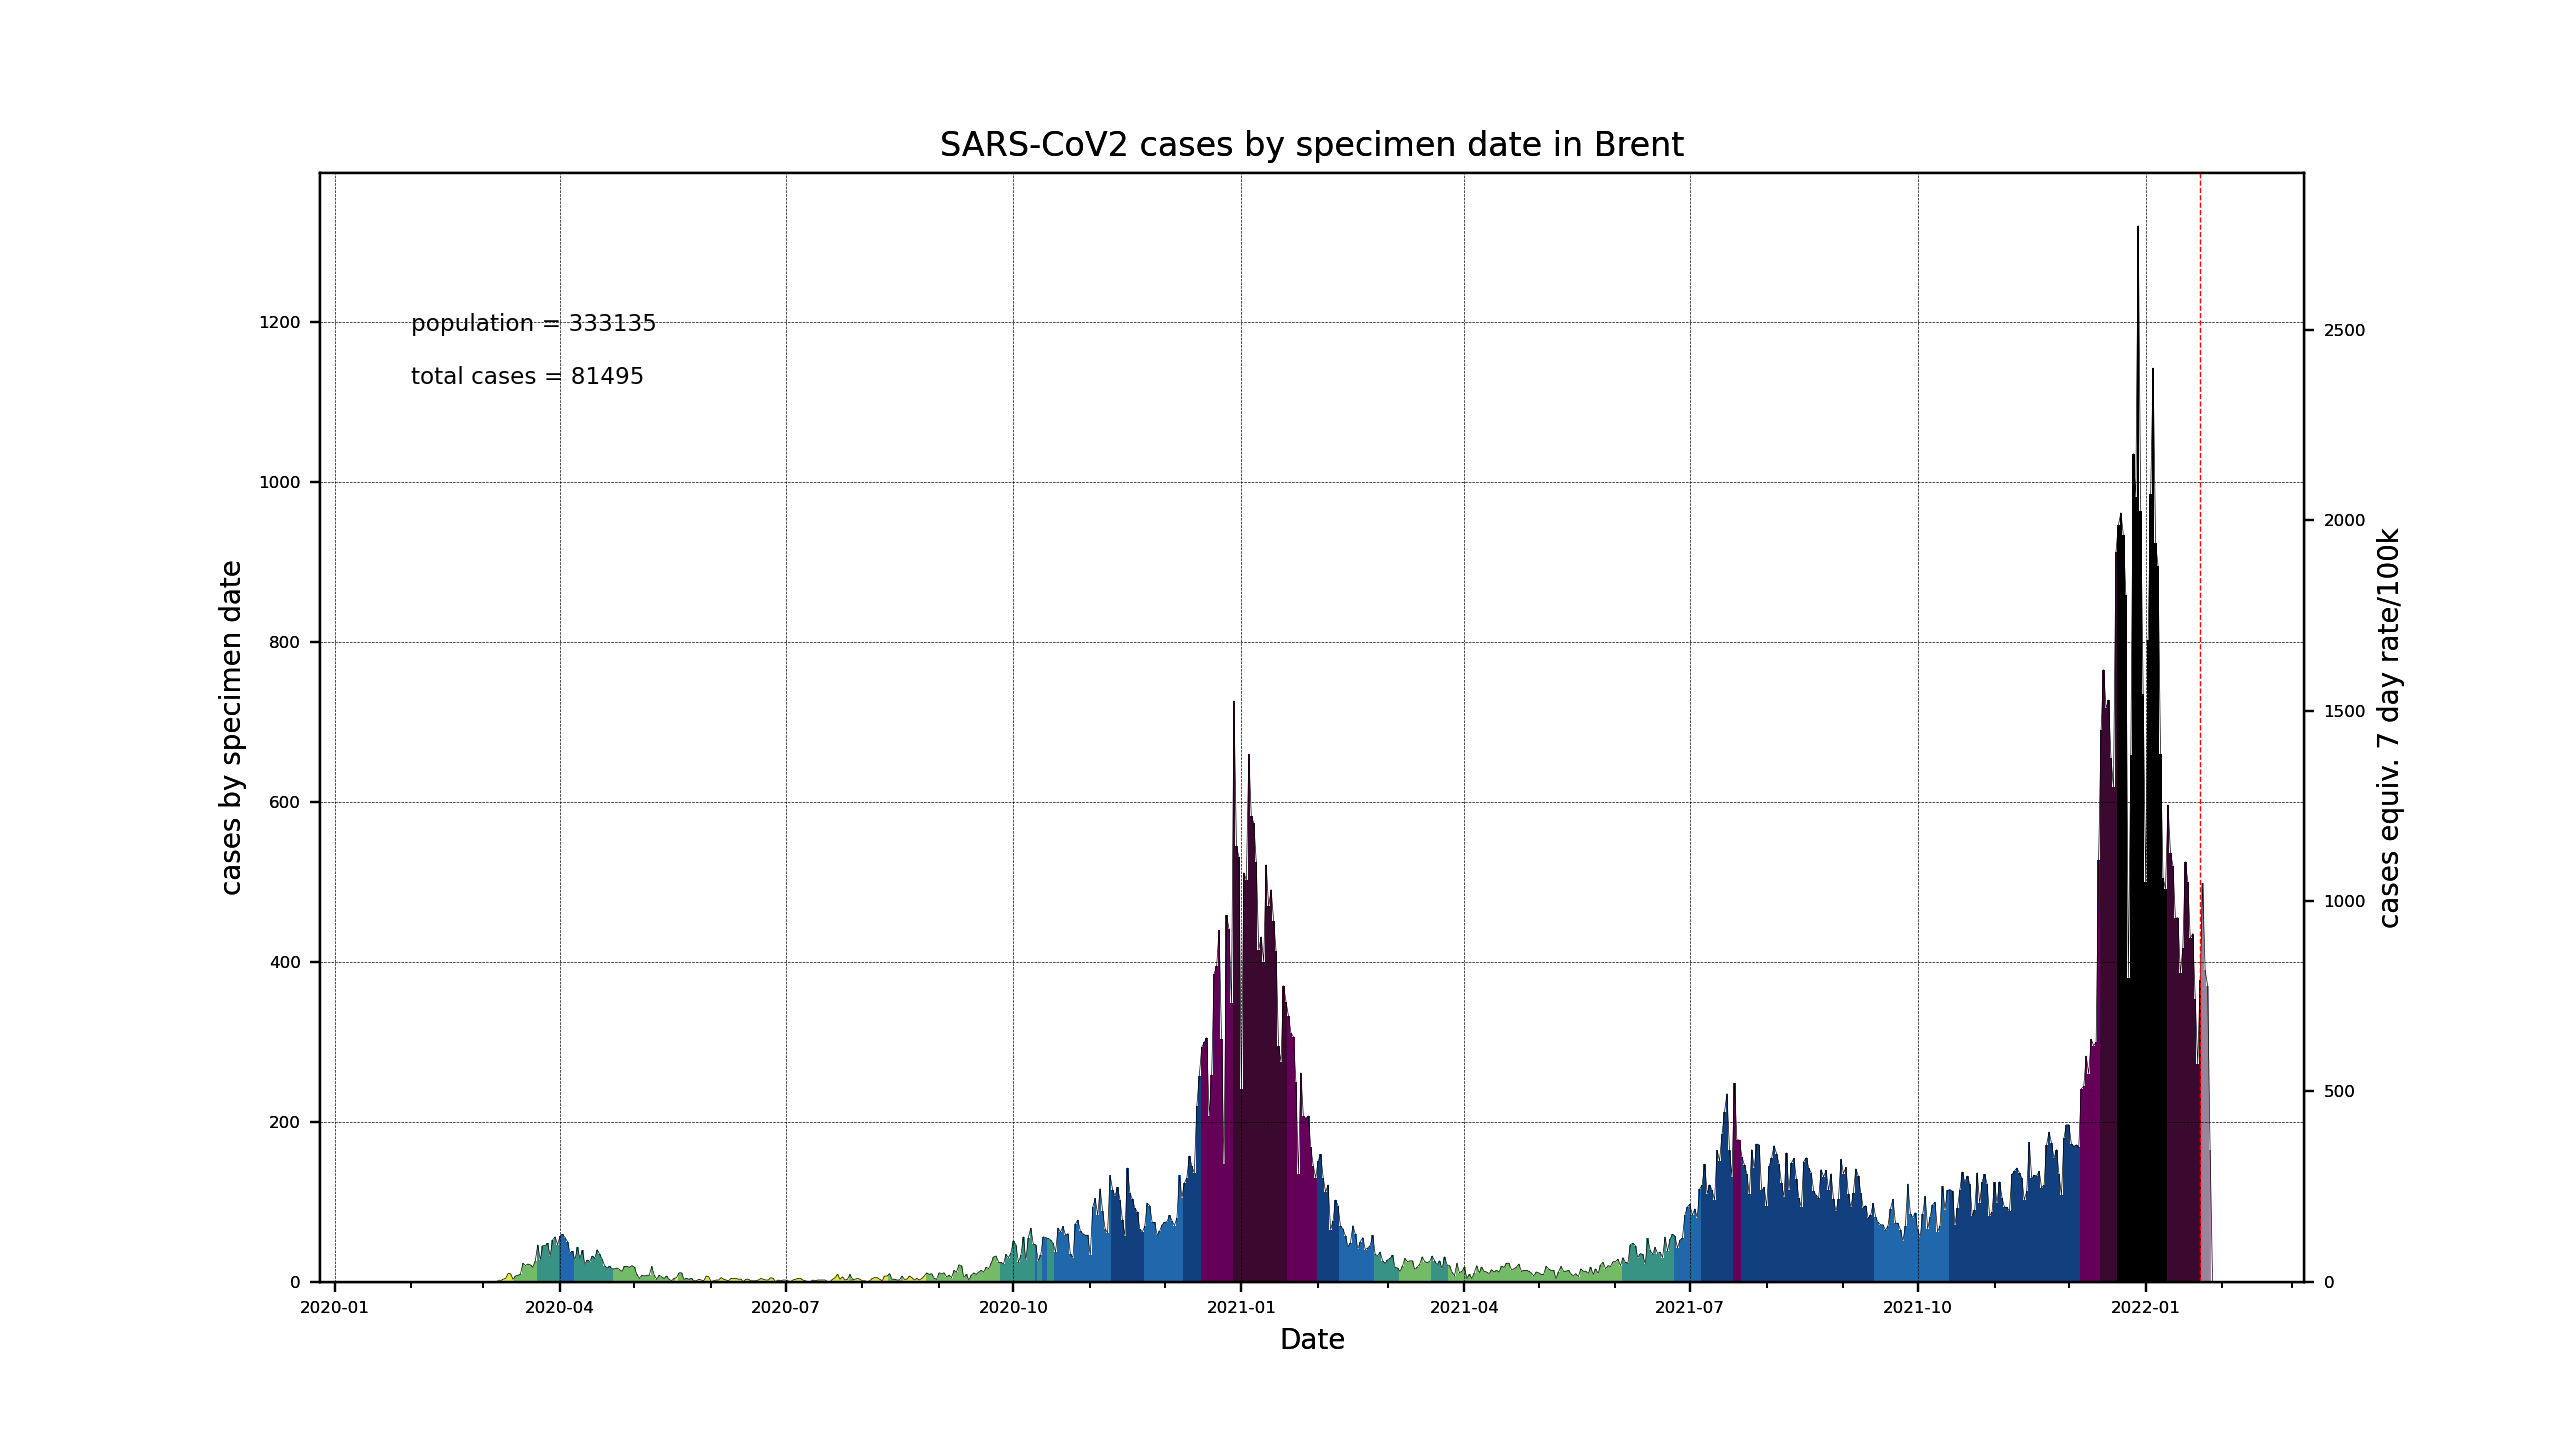 SARS-CoV2 cases by specimen date in Brent
population = 333135
total cases = 81495
cases by specimen date
1200
1000
800
600
400
200
0
2500
2000
1500
1000
500
0
cases equiv. 7 day rate/100k
2020-01 2020-04 2020-07 2020-10 2021-01 2021-04 2021-07 2021-10 2022-01
Date